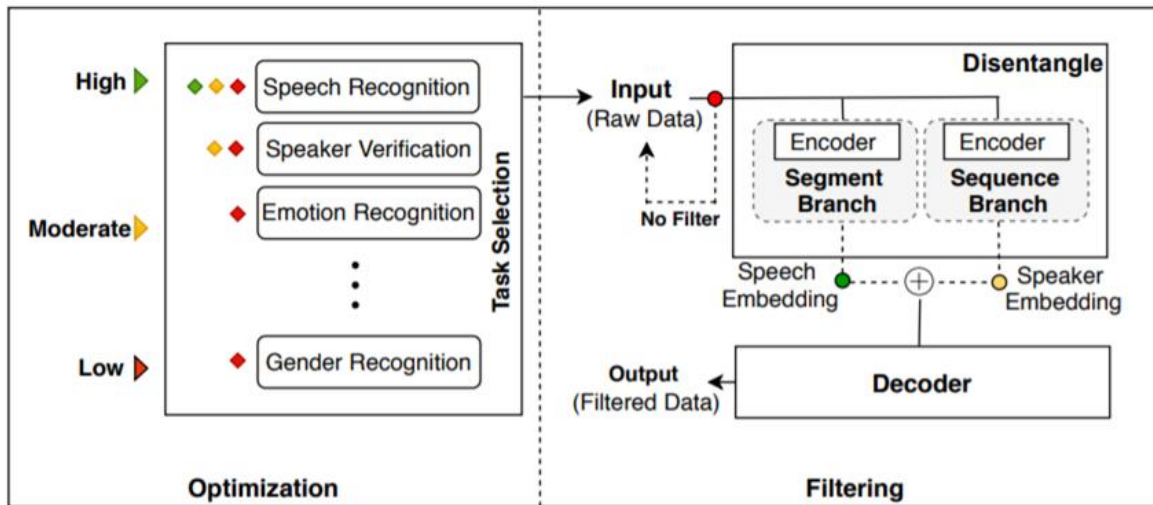 High
Moderate
Low
Speech Recognition
Speaker Verification
Emotion Recognition
Gender Recognition
Task Selection
Optimization
Input
(Raw Data)
No Filter
Disentangle
Encoder
Segment
Branch
Encoder
Sequence
Branch
Speech
Embedding
Speaker
Embedding
Decoder
Output
(Filtered Data)
Filtering